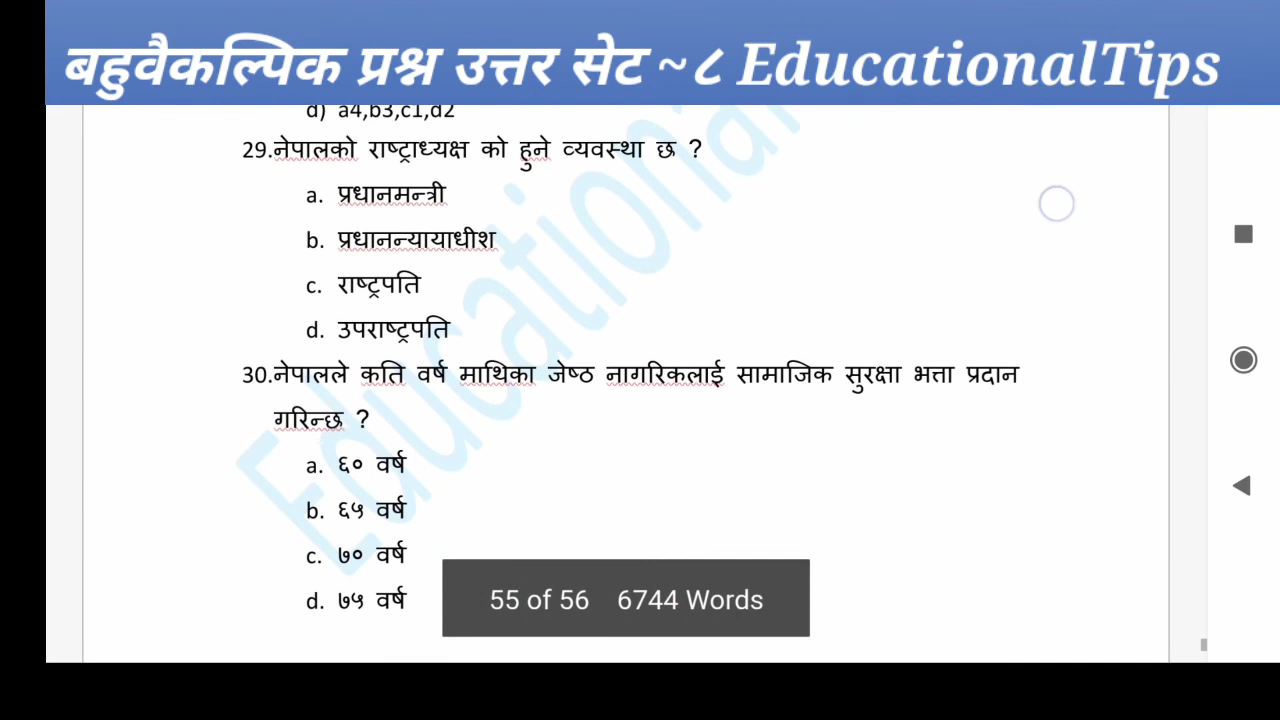 बहुवैकल्पिक प्रश्न उत्तर सेट ~८ EducationalTips
d) a4,b3,c1,d2
29.नेपालको राष्ट्राध्यक्ष को हुने व्यवस्था छ ?
a. प्रधानमन्त्री
b. प्रधानन्यायाधीश
c. राष्ट्रपति
d. उपराष्ट्रपति
30.नेपालले कति वर्ष माथिका जेष्ठ नागरिकलाई सामाजिक सुरक्षा भत्ता प्रदान
गरिन्छ ?
a. ६० वर्ष
b. ६५ वर्ष
c. ७० वर्ष
d. ७५ वर्ष
55 of 56 6744 Words
Educational